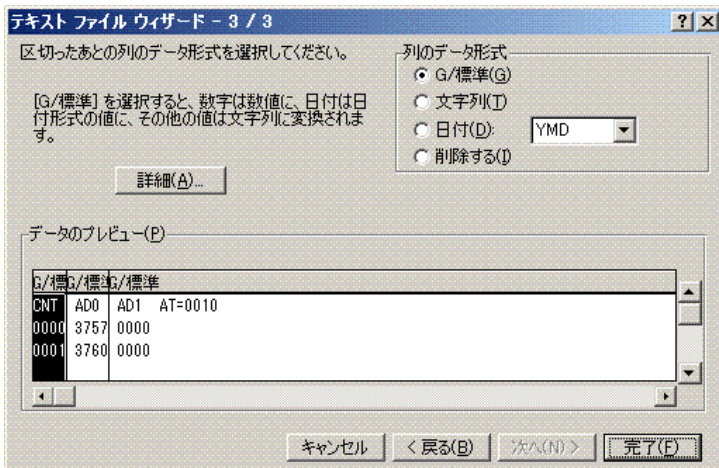 テキスト ファイル ウィザード - 3 / 3
区切ったあとの列のデータ形式を選択してください。
[G/標準] を選択すると、数字は数値に、日付は日
付形式の値に、その他の値は文字列に変換されま
す。
詳細(A)...
列のデータ形式
G/標準(G)
文字列(T)
日付(D): YMD
削除する(I)
データのプレビュー(P)
G/標 G/標準 G/標準
CNT AD0 AD1 AT=0010
0000 3757 0000
0001 3760 0000
キャンセル < 戻る(B) 次へ(N) > 完了(F)